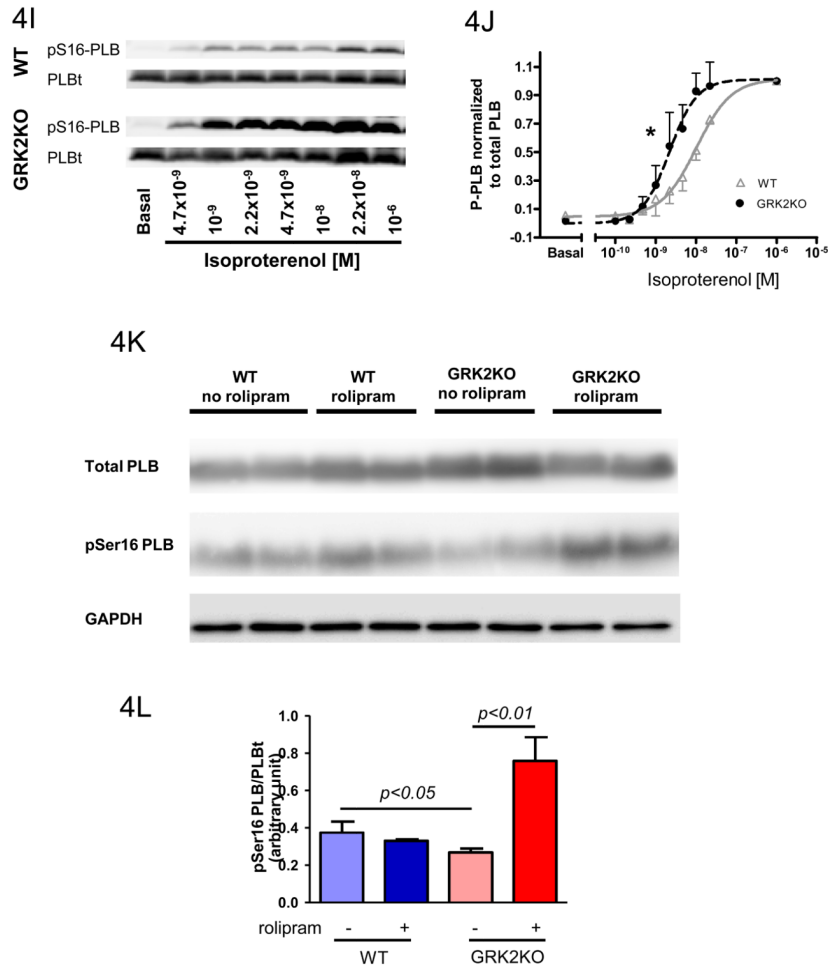 4I
WT
pS16-PLB
PLBt
GRK2KO
pS16-PLB
PLBt
Basal
4.7x10-9
10-9
2.2x10-9
4.7x10-9
10-8
2.2x10-8
10-6
Isoproterenol [M]
4J
P-PLB normalized
to total PLB
1.1
0.9
0.7
0.5
0.3
0.1
-0.1
*
WT
GRK2KO
Basal 10-10 10-9 10-8 10-7 10-6 10-5
Isoproterenol [M]
4K
WT
no rolipram
WT
rolipram
GRK2KO
no rolipram
GRK2KO
rolipram
Total PLB
pSer16 PLB
GAPDH
4L
pSer16 PLB/PLBt
(arbitrary unit)
1.0
0.8
0.6
0.4
0.2
0.0
p<0.05
p<0.01
rolipram - + - +
WT GRK2KO